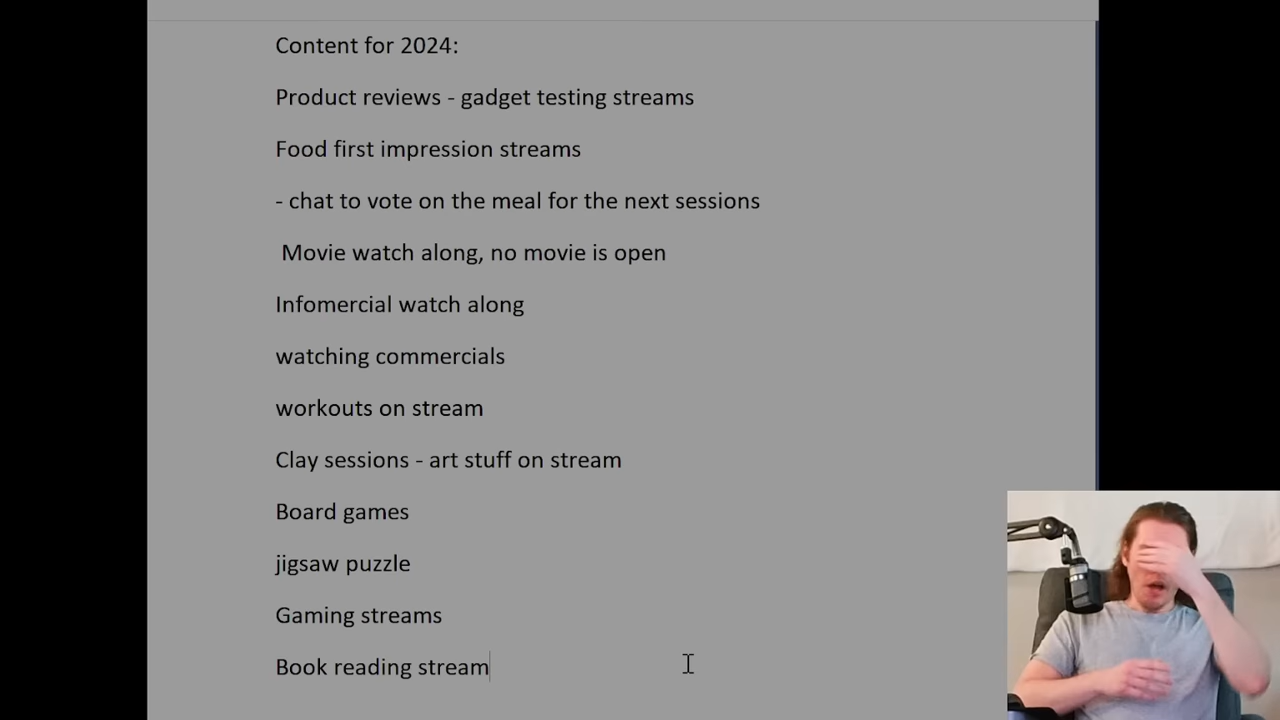 Content for 2024:
Product reviews - gadget testing streams
Food first impression streams
- chat to vote on the meal for the next sessions
Movie watch along, no movie is open
Infomercial watch along
watching commercials
workouts on stream
Clay sessions - art stuff on stream
Board games
jigsaw puzzle
Gaming streams
Book reading stream